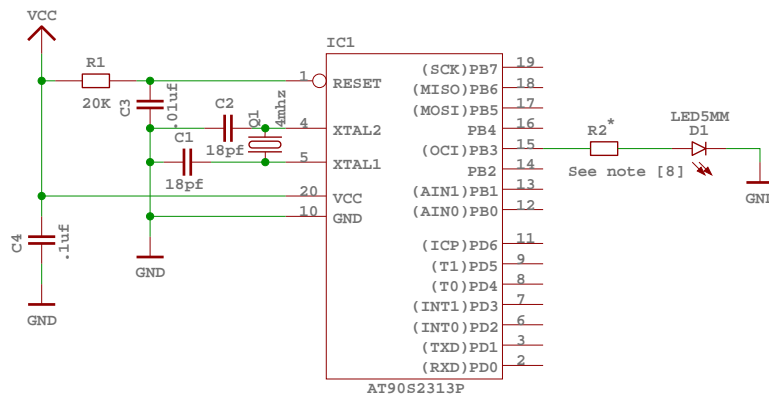 VCC
R1
20K
C3
.01uf
C2
18pf
C1
18pf
Q1
4mhz
C4
.1uf
GND
GND
IC1
1 RESET
4 XTAL2
5 XTAL1
20 VCC
10 GND
(SCK)PB7 19
(MISO)PB6 18
(MOSI)PB5 17
PB4 16
(OCI)PB3 15
PB2 14
(AIN1)PB1 13
(AIN0)PB0 12
(ICP)PD6 11
(T1)PD5 9
(T0)PD4 8
(INT1)PD3 7
(INT0)PD2 6
(TXD)PD1 3
(RXD)PD0 2
AT90S2313P
R2*
See note [8]
LED5MM
D1
GND